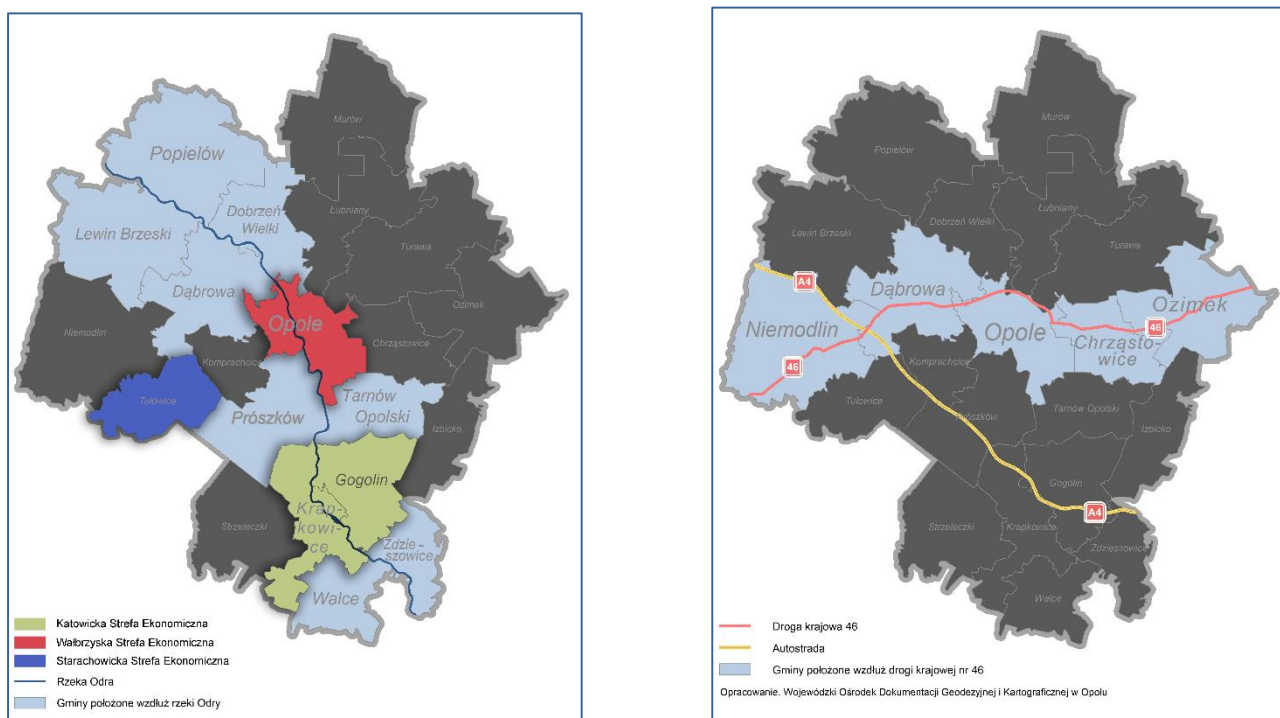 Murów
Popielów
Dobrzeń-
Wielki
Łubniany
Lewin Brzeski
Turawa
Dąbrowa
Ozimek
Opole
Niemodlin
Chrząstowice
Komprachcice
Tarnów
Opolski
Tułowice
Prószków
Izbicko
Gogolin
Krap-
kowi-
ce
Strzeleczki
Zdzie-
szowice
Walce
Katowicka Strefa Ekonomiczna
Wałbrzyska Strefa Ekonomiczna
Starachowicka Strefa Ekonomiczna
Rzeka Odra
Gminy położone wzdłuż rzeki Odry
Murów
Popielów
Dobrzeń Wielki
Łubniany
Lewin Brzeski
Turawa
A4
Dąbrowa
Ozimek
Niemodlin
Opole
46
Chrząsto-
wice
46
Komprachcice
Tułowice
Prószków
Tarnów Opolski
Izbicko
Gogolin
A4
Strzeleczki
Krapkowice
Zdzieszowice
Walce
Droga krajowa 46
Autostrada
Gminy położone wzdłuż drogi krajowej nr 46
Opracowanie. Wojewódzki Ośrodek Dokumentacji Geodezyjnej i Kartograficznej w Opolu